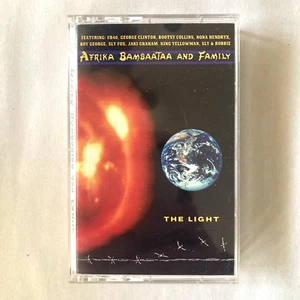 FEATURING: UB40, GEORGE CLINTON, BOOTSY COLLINS, NONA HENDRYX,
BOY GEORGE, SLY FOX, JAKI GRAHAM, KING YELLOWMAN, SLY & ROBBIE
AFRIKA BAMBAATAA AND FAMILY
THE LIGHT